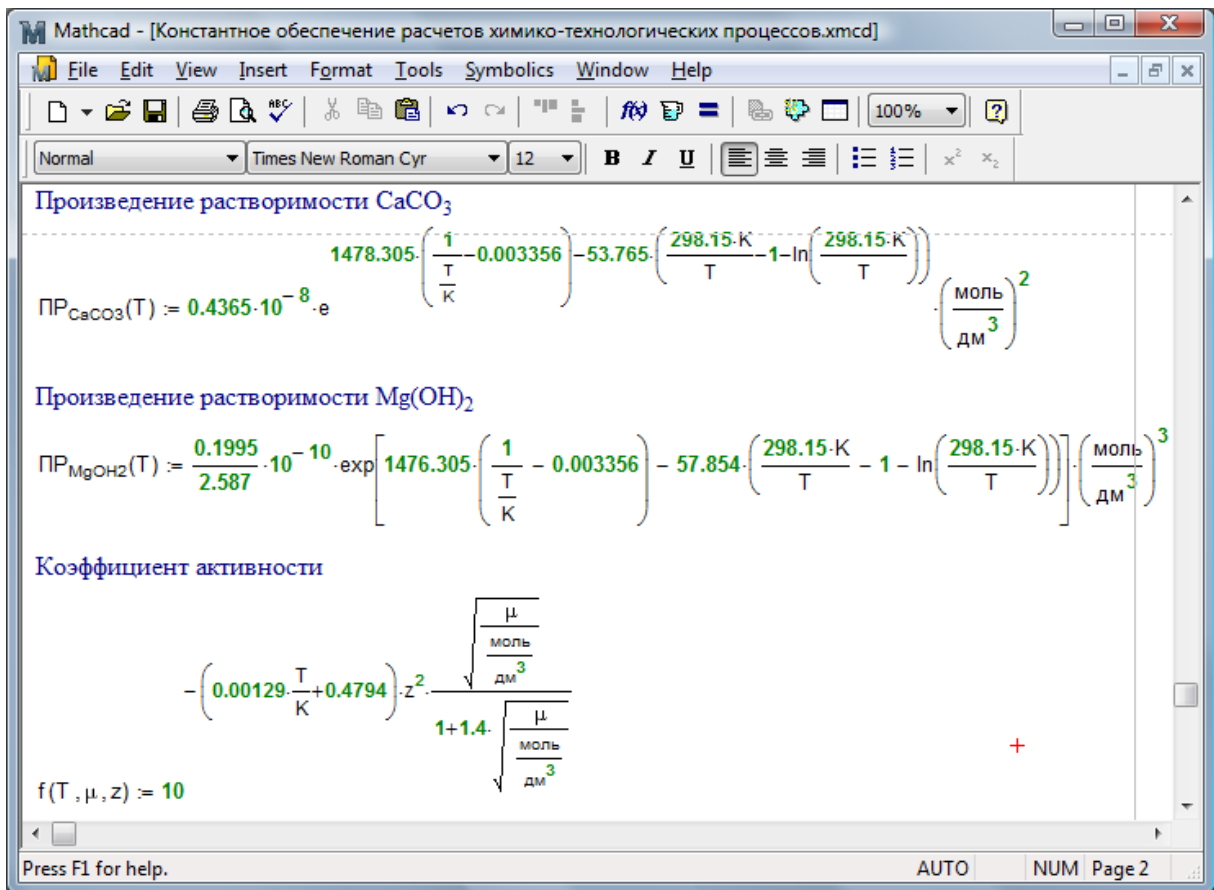 Mathcad - [Константное обеспечение расчетов химико-технологических процессов.xmcd]
File Edit View Insert Format Tools Symbolics Window Help
100%
Normal Times New Roman Cyr 12 B I U x² x₂
Произведение растворимости CaCO₃
ПР_CaCO3(T) := 0.4365·10^(-8)·e^(1478.305·(1/(T/K)-0.003356)-53.765·(298.15·K/T-1-ln(298.15·K/T)))·(моль/дм³)²
Произведение растворимости Mg(OH)₂
ПР_MgOH2(T) := 0.1995/2.587·10^(-10)·exp[1476.305·(1/(T/K) - 0.003356) - 57.854·(298.15·K/T - 1 - ln(298.15·K/T))]·(моль/дм³)³
Коэффициент активности
f(T,μ,z) := 10^(-(0.00129·T/K+0.4794)·z²·√(μ/(моль/дм³))/(1+1.4·√(μ/(моль/дм³))))
Press F1 for help. AUTO NUM Page 2